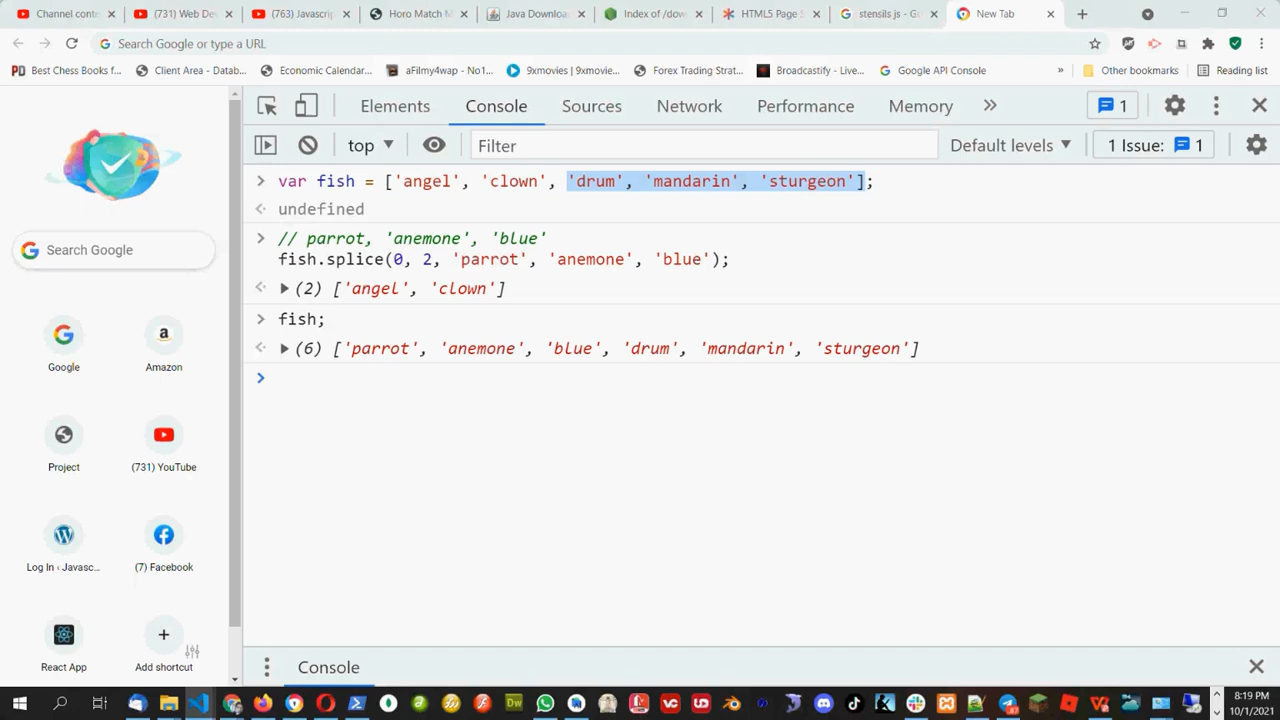 Channel conte
(731) Web De
(763) Javascrip
Horo Match M
Java Downloa
Index of /dow
HTML5 Page S
stensils js - G
New Tab
Search Google or type a URL
Best Chess Books f...
Client Area - Datab...
Economic Calendar...
aFilmy4wap - No1...
9xmovies | 9xmovie...
Forex Trading Strat...
Broadcastify - Live...
Google API Console
»
Other bookmarks
Reading list
Elements
Console
Sources
Network
Performance
Memory
»
1
top
Filter
Default levels
1 Issue:
1
> var fish = ['angel', 'clown', 'drum', 'mandarin', 'sturgeon'];
undefined
> // parrot, 'anemone', 'blue'
fish.splice(0, 2, 'parrot', 'anemone', 'blue');
(2) ['angel', 'clown']
> fish;
(6) ['parrot', 'anemone', 'blue', 'drum', 'mandarin', 'sturgeon']
>
Search Google
Google
Amazon
Project
(731) YouTube
Log In ‹ Javasc...
(7) Facebook
React App
Add shortcut
Console
8:19 PM
10/1/2021